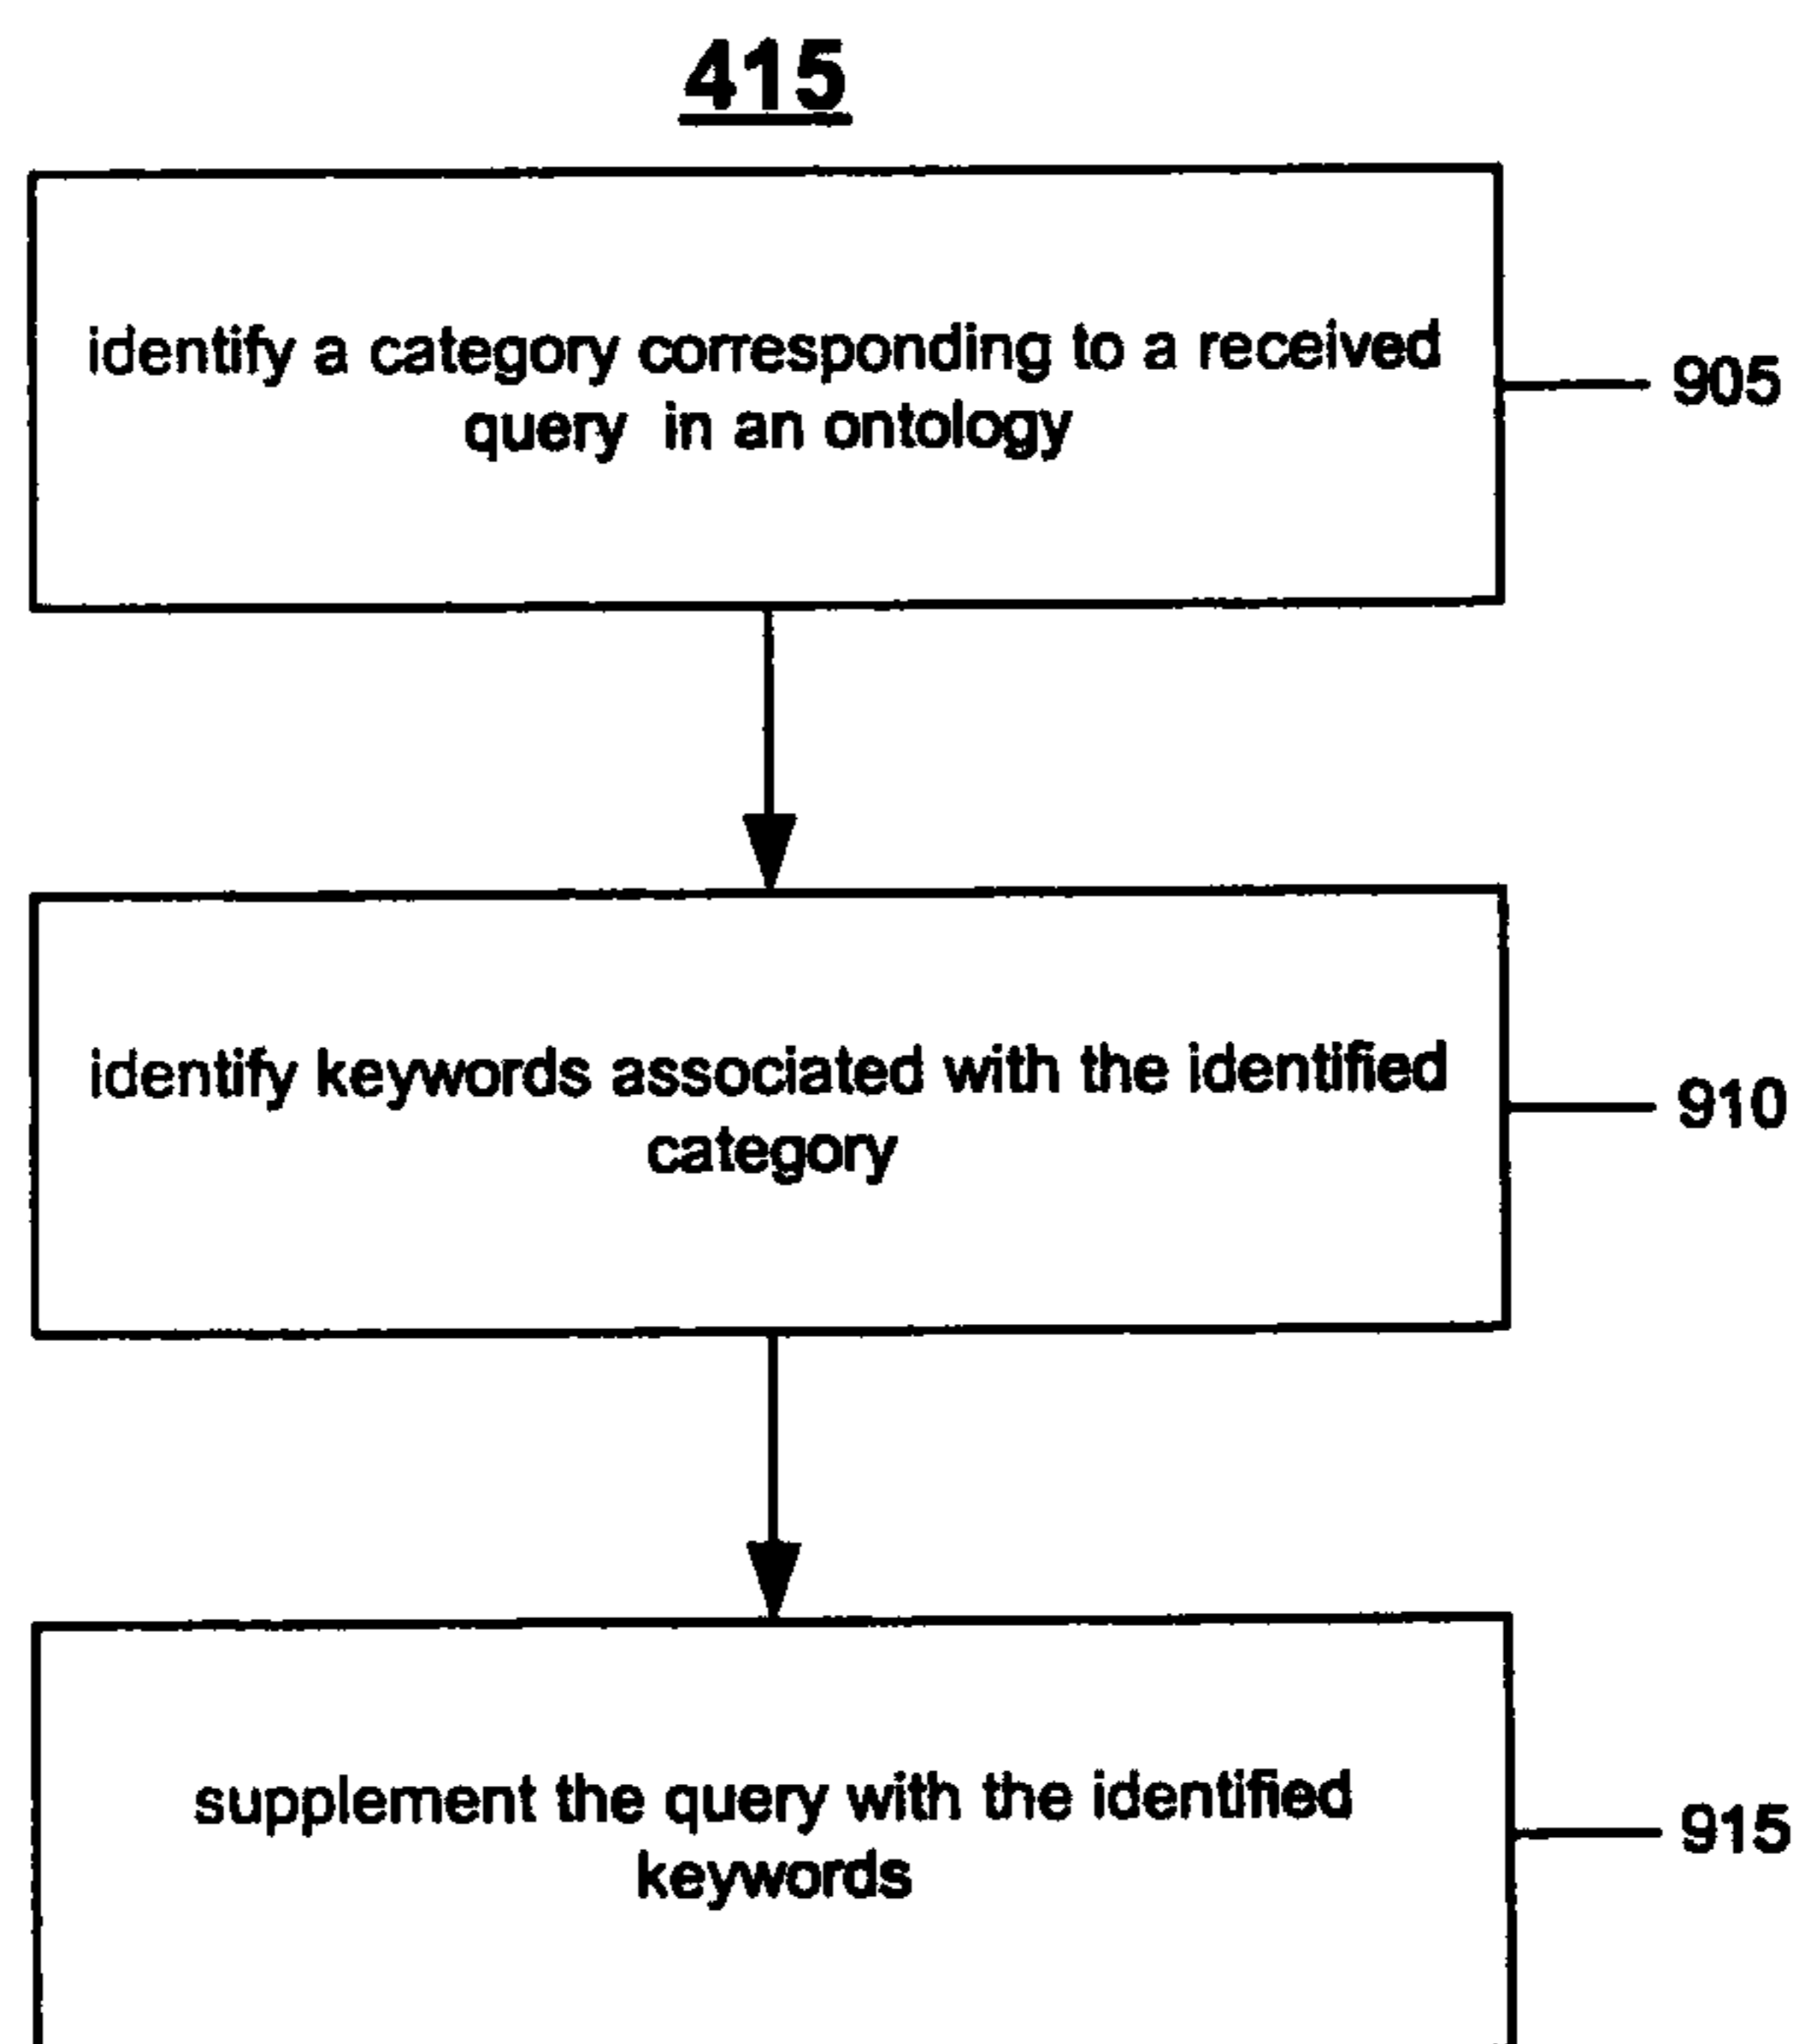 415
identify a category corresponding to a received
query in an ontology
905
identify keywords associated with the identified
category
910
supplement the query with the identified
keywords
915